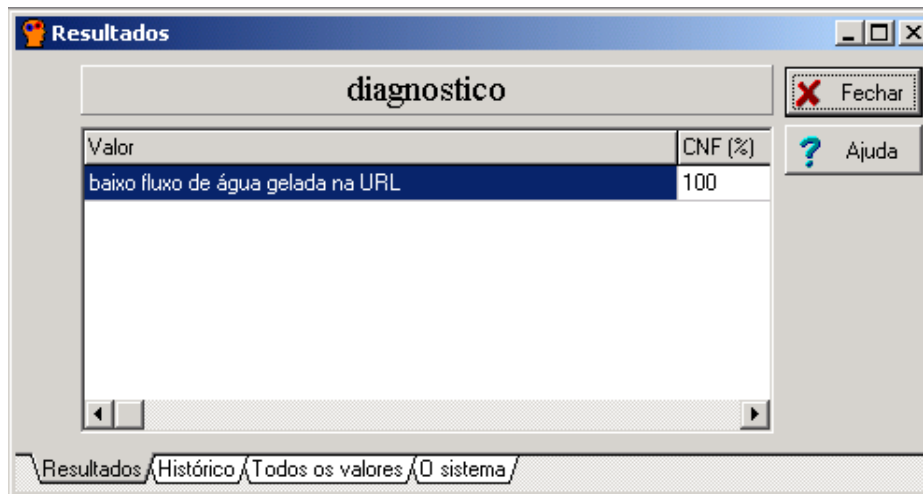 Resultados
diagnostico
Fechar
Valor CNF (%)
Ajuda
baixo fluxo de água gelada na URL 100
Resultados Histórico Todos os valores O sistema